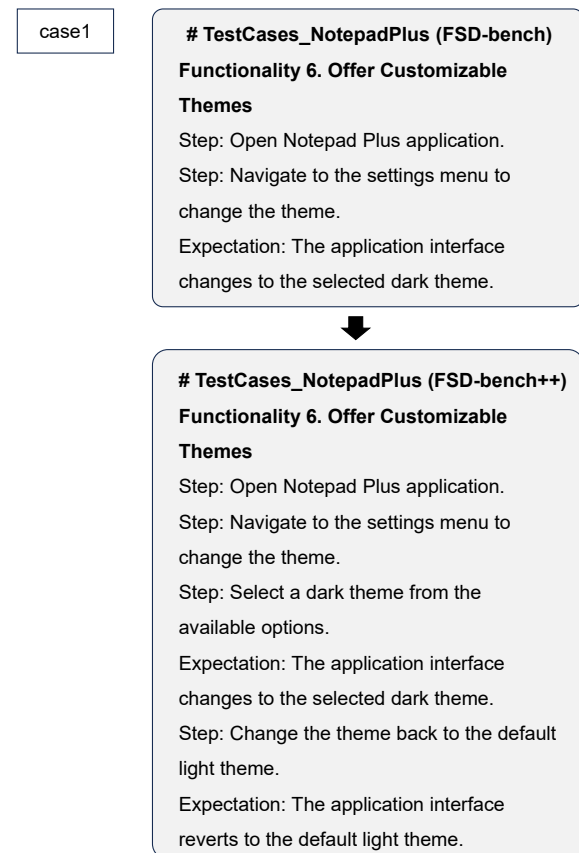 case1
# TestCases_NotepadPlus (FSD-bench)
Functionality 6. Offer Customizable
Themes
Step: Open Notepad Plus application.
Step: Navigate to the settings menu to
change the theme.
Expectation: The application interface
changes to the selected dark theme.
# TestCases_NotepadPlus (FSD-bench++)
Functionality 6. Offer Customizable
Themes
Step: Open Notepad Plus application.
Step: Navigate to the settings menu to
change the theme.
Step: Select a dark theme from the
available options.
Expectation: The application interface
changes to the selected dark theme.
Step: Change the theme back to the default
light theme.
Expectation: The application interface
reverts to the default light theme.